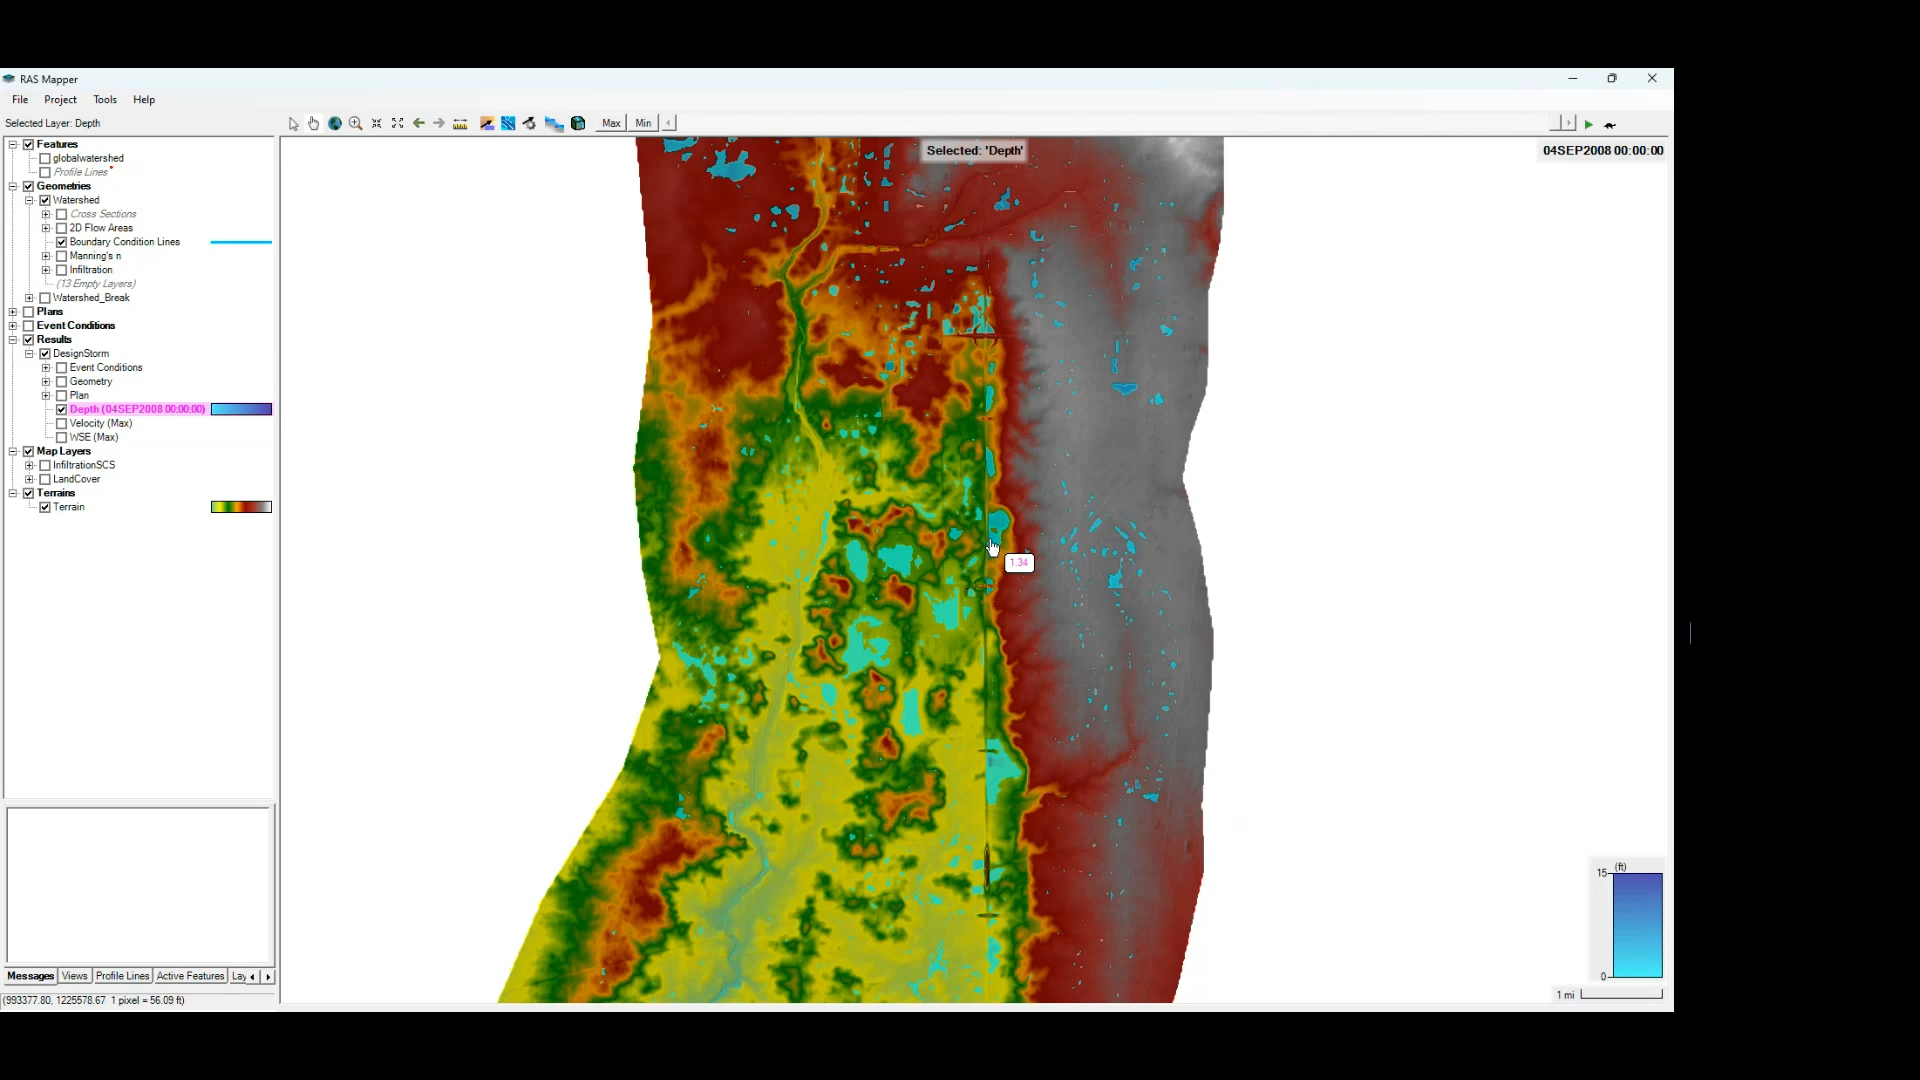 RAS Mapper
File Project Tools Help
Selected Layer: Depth
Max Min
Features
globalwatershed
Profile Lines *
Geometries
Watershed
Cross Sections
2D Flow Areas
Boundary Condition Lines
Manning's n
Infiltration
(13 Empty Layers)
Watershed_Break
Plans
Event Conditions
Results
DesignStorm
Event Conditions
Geometry
Plan
Depth (04SEP2008 00:00:00)
Velocity (Max)
WSE (Max)
Map Layers
InfiltrationSCS
LandCover
Terrains
Terrain
Messages Views Profile Lines Active Features Lay
(993377.80, 1225578.67 1 pixel = 56.09 ft)
Selected: 'Depth'
04SEP2008 00:00:00
1.34
(ft)
15
0
1 mi